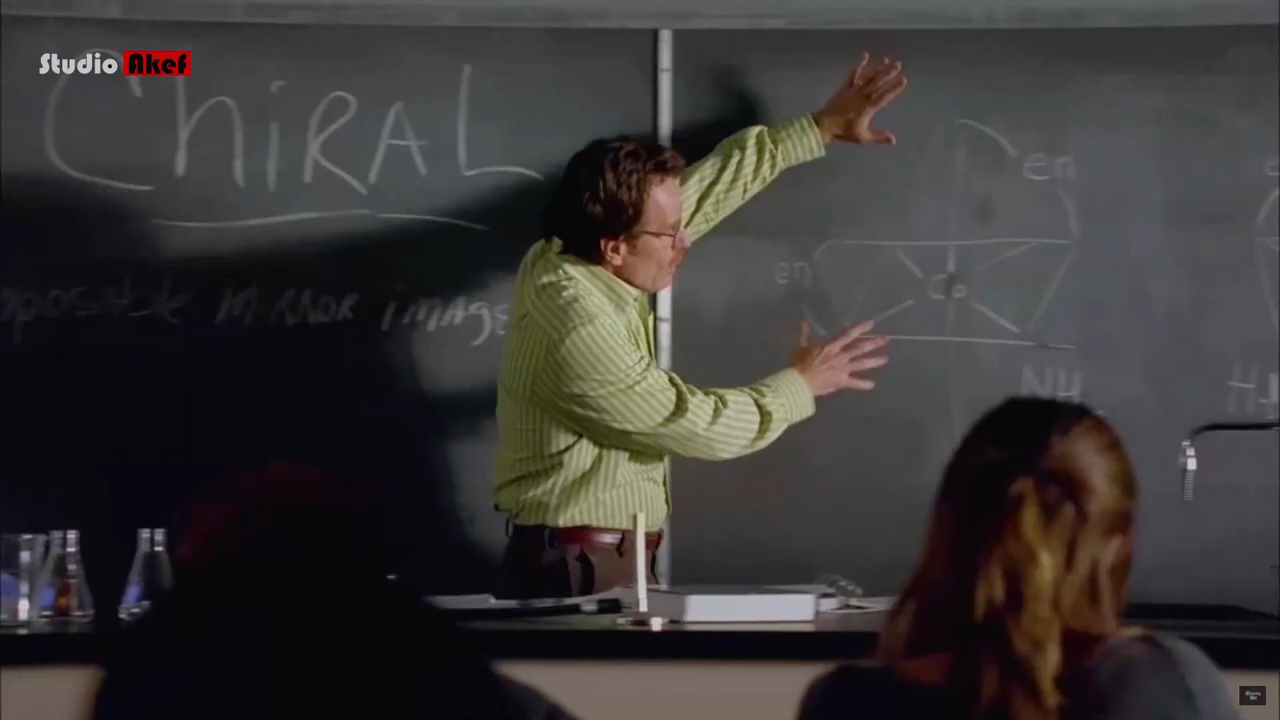 Studio Akef
ChIRAL
mirror image
en
en
Co
NH
H